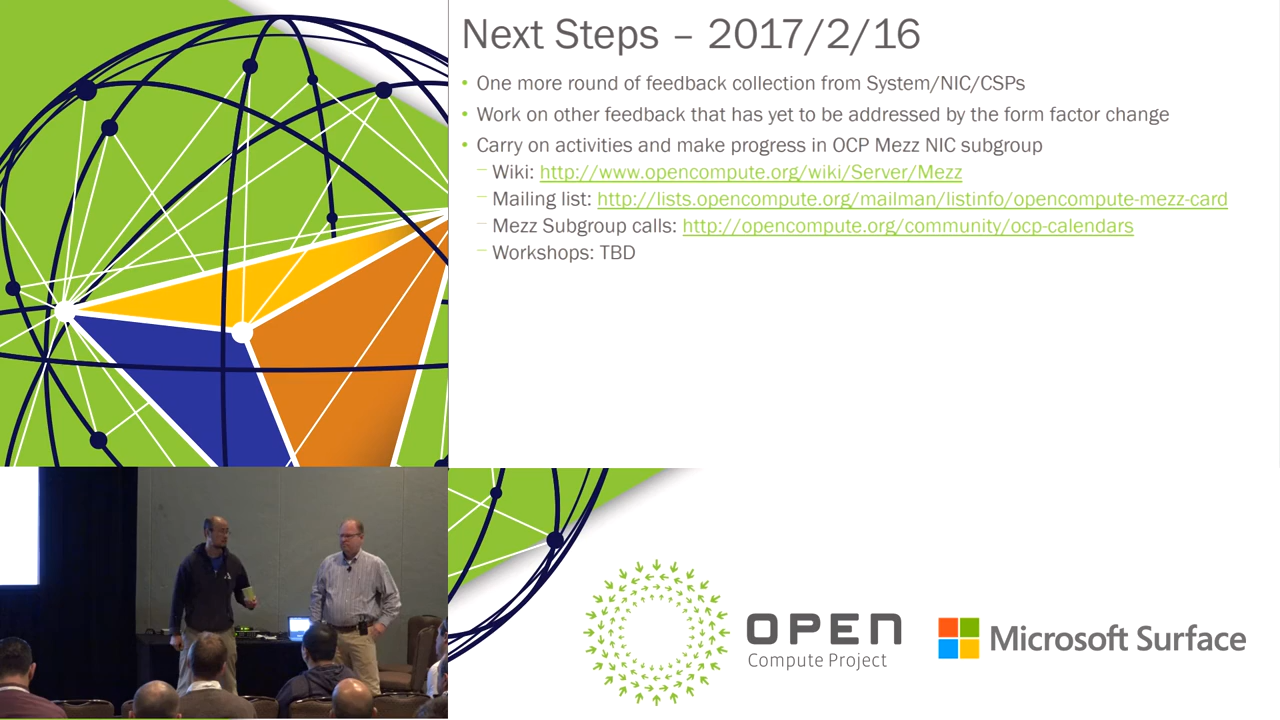 Next Steps – 2017/2/16
• One more round of feedback collection from System/NIC/CSPs
• Work on other feedback that has yet to be addressed by the form factor change
• Carry on activities and make progress in OCP Mezz NIC subgroup
– Wiki: http://www.opencompute.org/wiki/Server/Mezz
– Mailing list: http://lists.opencompute.org/mailman/listinfo/opencompute-mezz-card
– Mezz Subgroup calls: http://opencompute.org/community/ocp-calendars
– Workshops: TBD
OPEN
Compute Project
Microsoft Surface